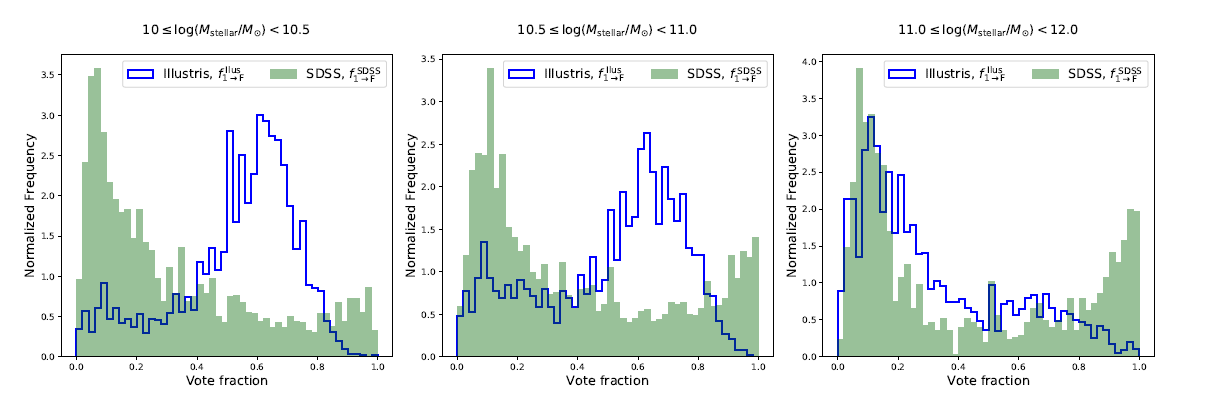 10 ≤ log(M_stellar/M_⊙) < 10.5
Illustris, f^Illus_1→F SDSS, f^SDSS_1→F
Normalized Frequency
3.5
3.0
2.5
2.0
1.5
1.0
0.5
0.0
0.0 0.2 0.4 0.6 0.8 1.0
Vote fraction
10.5 ≤ log(M_stellar/M_⊙) < 11.0
Illustris, f^Illus_1→F SDSS, f^SDSS_1→F
Normalized Frequency
3.5
3.0
2.5
2.0
1.5
1.0
0.5
0.0
0.0 0.2 0.4 0.6 0.8 1.0
Vote fraction
11.0 ≤ log(M_stellar/M_⊙) < 12.0
Illustris, f^Illus_1→F SDSS, f^SDSS_1→F
Normalized Frequency
4.0
3.5
3.0
2.5
2.0
1.5
1.0
0.5
0.0
0.0 0.2 0.4 0.6 0.8 1.0
Vote fraction